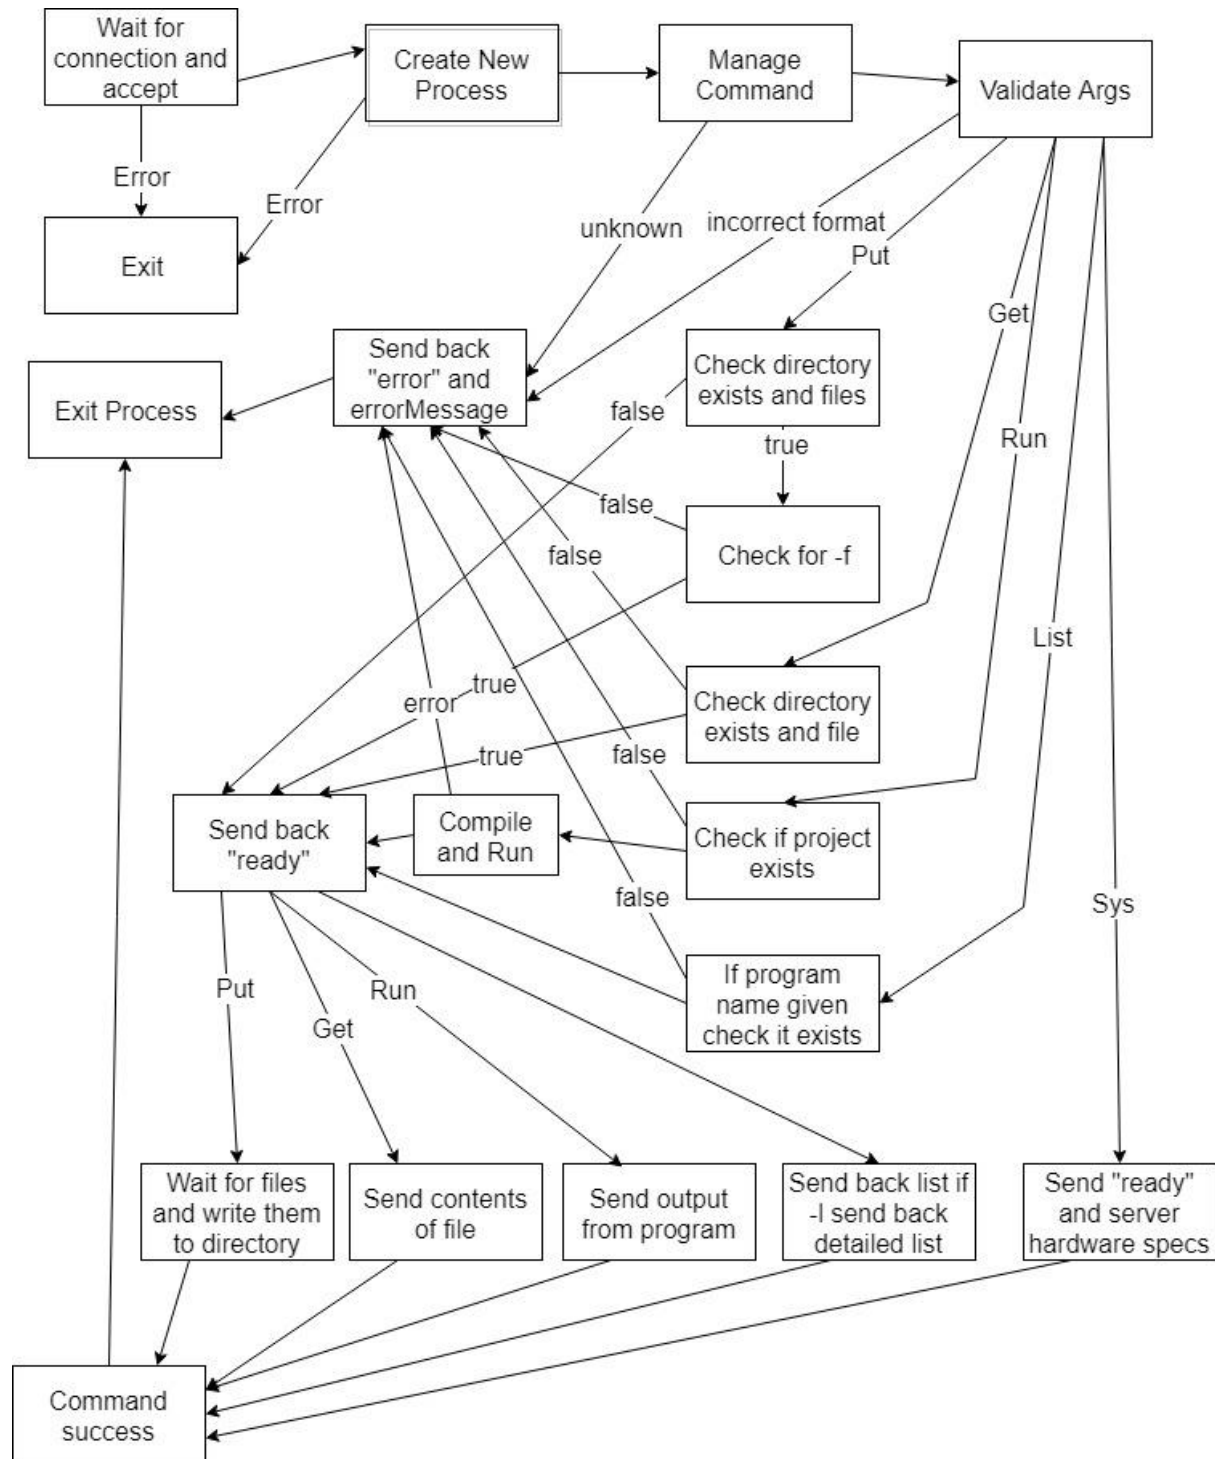 Wait for
connection and
accept
Create New
Process
Manage
Command
Validate Args
Error
Error
Exit
unknown
incorrect format
Put
Get
Send back
"error" and
errorMessage
Check directory
exists and files
Exit Process
false
true
Run
false
false
Check for -f
List
error
true
Check directory
exists and file
false
true
Send back
"ready"
Compile
and Run
Check if project
exists
false
Sys
Put
Run
Get
If program
name given
check it exists
Wait for files
and write them
to directory
Send contents
of file
Send output
from program
Send back list if
-l send back
detailed list
Send "ready"
and server
hardware specs
Command
success